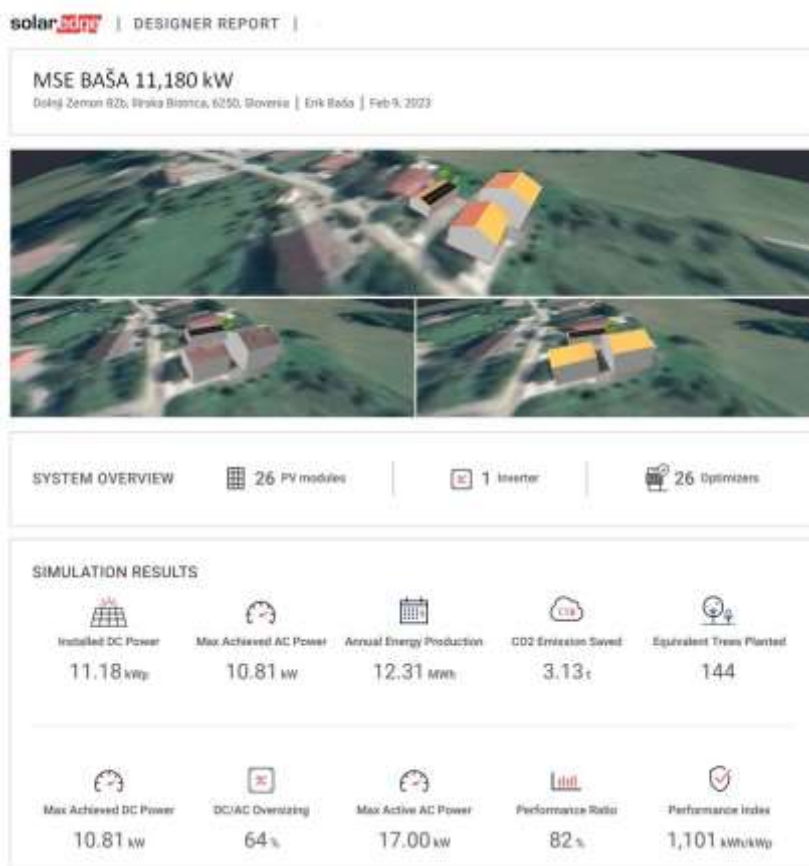 solaredge | DESIGNER REPORT |
MSE BAŠA 11,180 kW
Dolnji Zemon 82b, Ilirska Bistrica, 6250, Slovenia | Erik Baša | Feb 9, 2023
SYSTEM OVERVIEW 26 PV modules 1 Inverter 26 Optimizers
SIMULATION RESULTS
Installed DC Power Max Achieved AC Power Annual Energy Production CO2 Emission Saved Equivalent Trees Planted
11.18 kWp 10.81 kW 12.31 MWh 3.13 t 144
Max Achieved DC Power DC/AC Oversizing Max Active AC Power Performance Ratio Performance Index
10.81 kW 64 % 17.00 kW 82 % 1,101 kWh/kWp